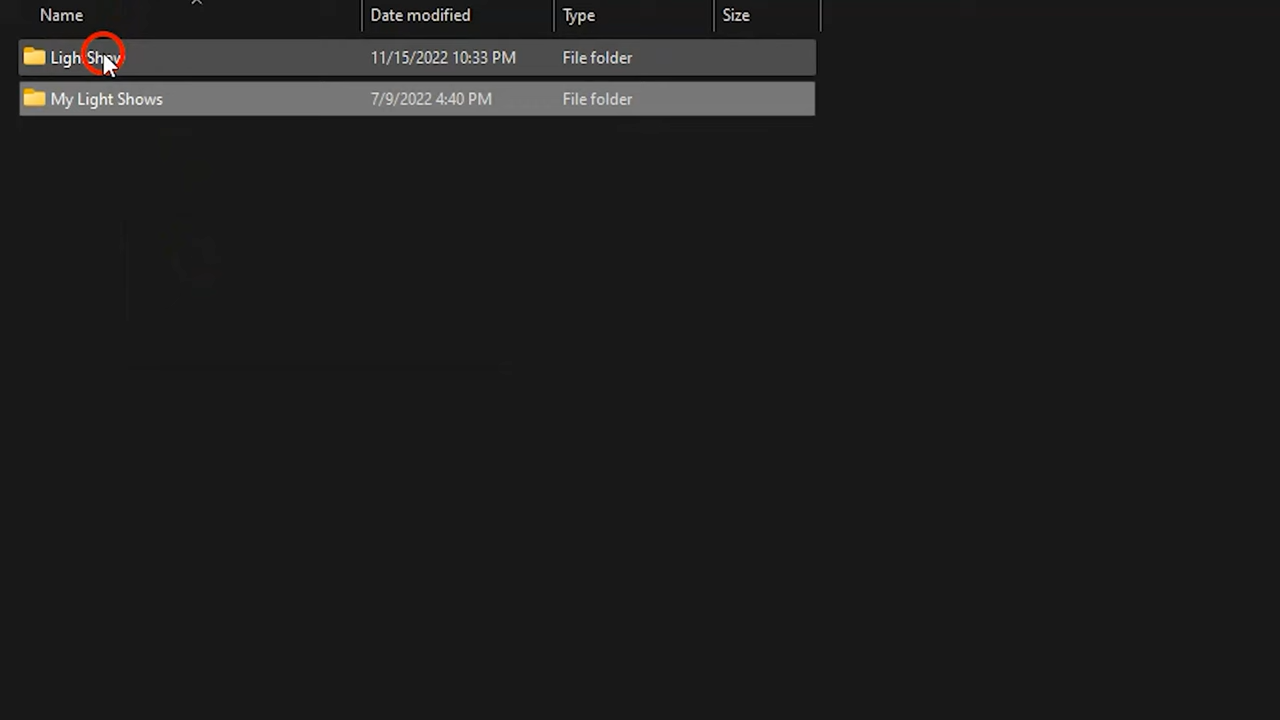 Name Date modified Type Size
LightShow 11/15/2022 10:33 PM File folder
My Light Shows 7/9/2022 4:40 PM File folder